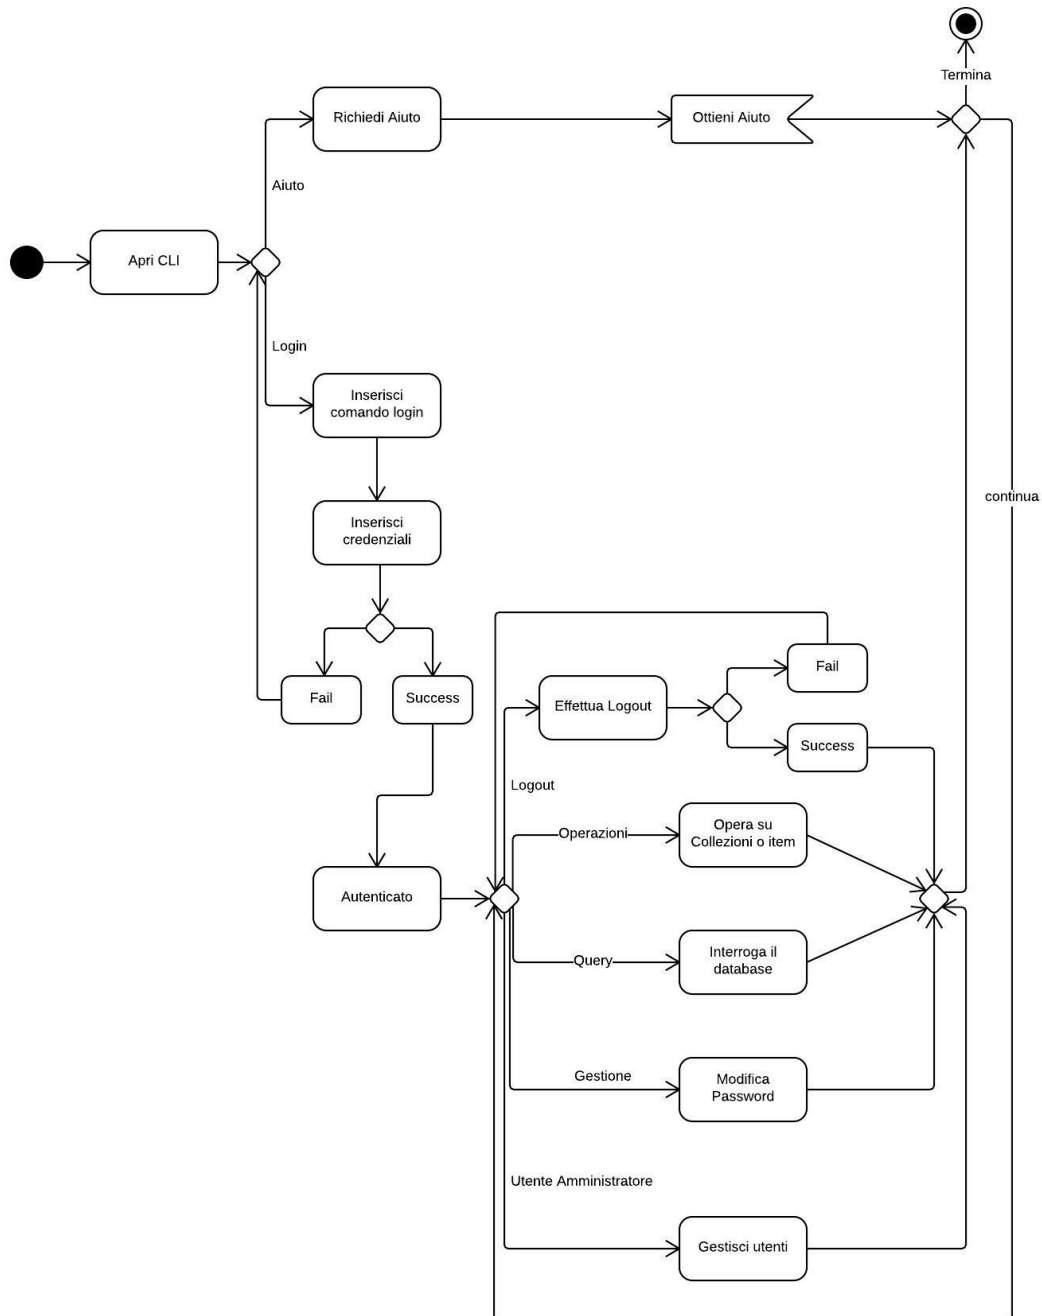 Termina
Richiedi Aiuto
Ottieni Aiuto
Aiuto
Apri CLI
Login
Inserisci
comando login
continua
Inserisci
credenziali
Fail
Fail
Success
Effettua Logout
Success
Logout
Operazioni
Opera su
Collezioni o item
Autenticato
Query
Interroga il
database
Gestione
Modifica
Password
Utente Amministratore
Gestisci utenti